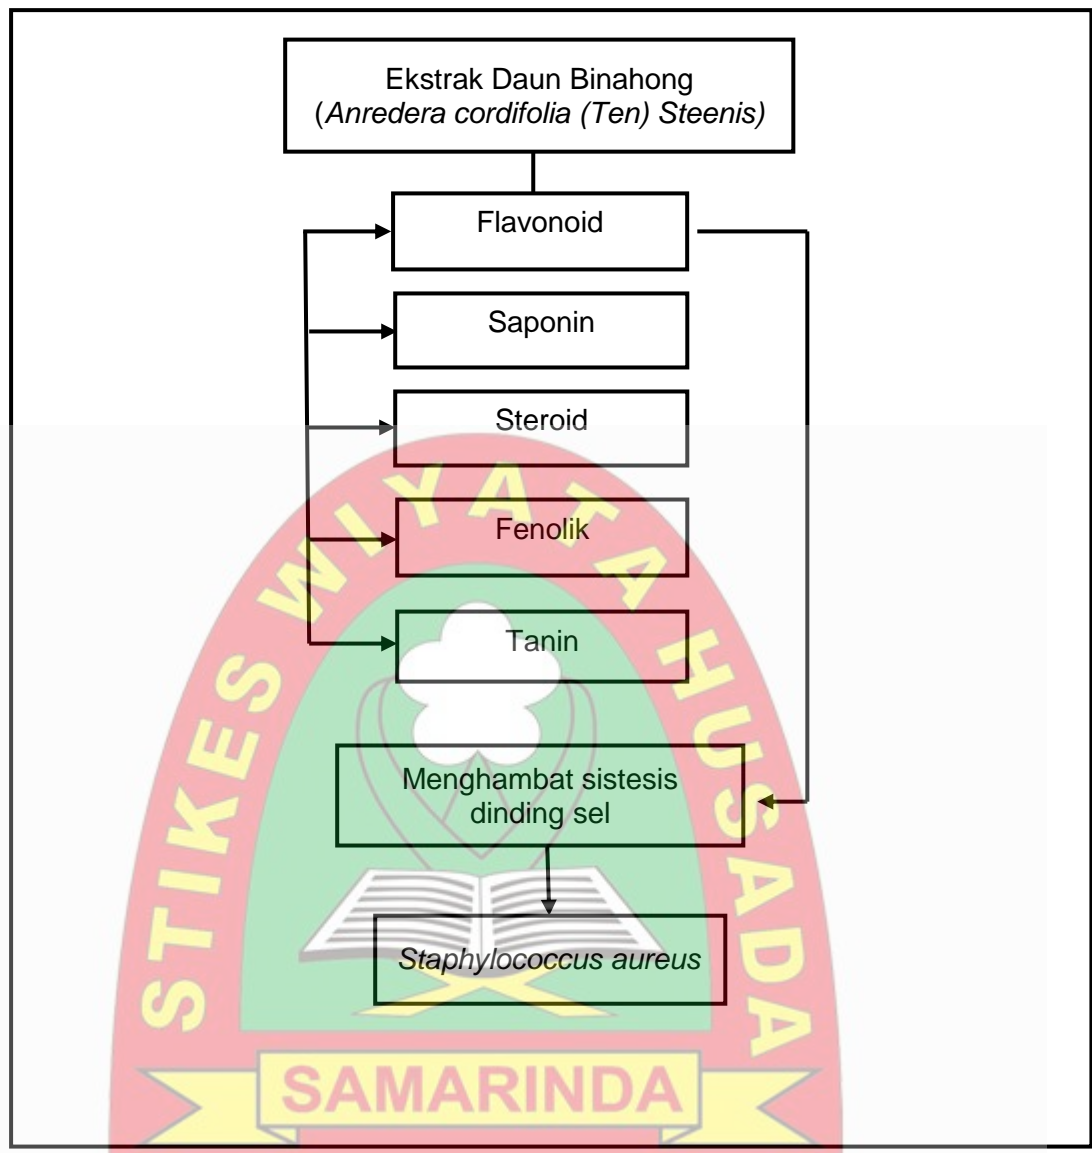 Ekstrak Daun Binahong
(Anredera cordifolia (Ten) Steenis)
Flavonoid
Saponin
Steroid
Fenolik
Tanin
Menghambat sistesis
dinding sel
Staphylococcus aureus
STIKES WIYATA HUSADA
SAMARINDA